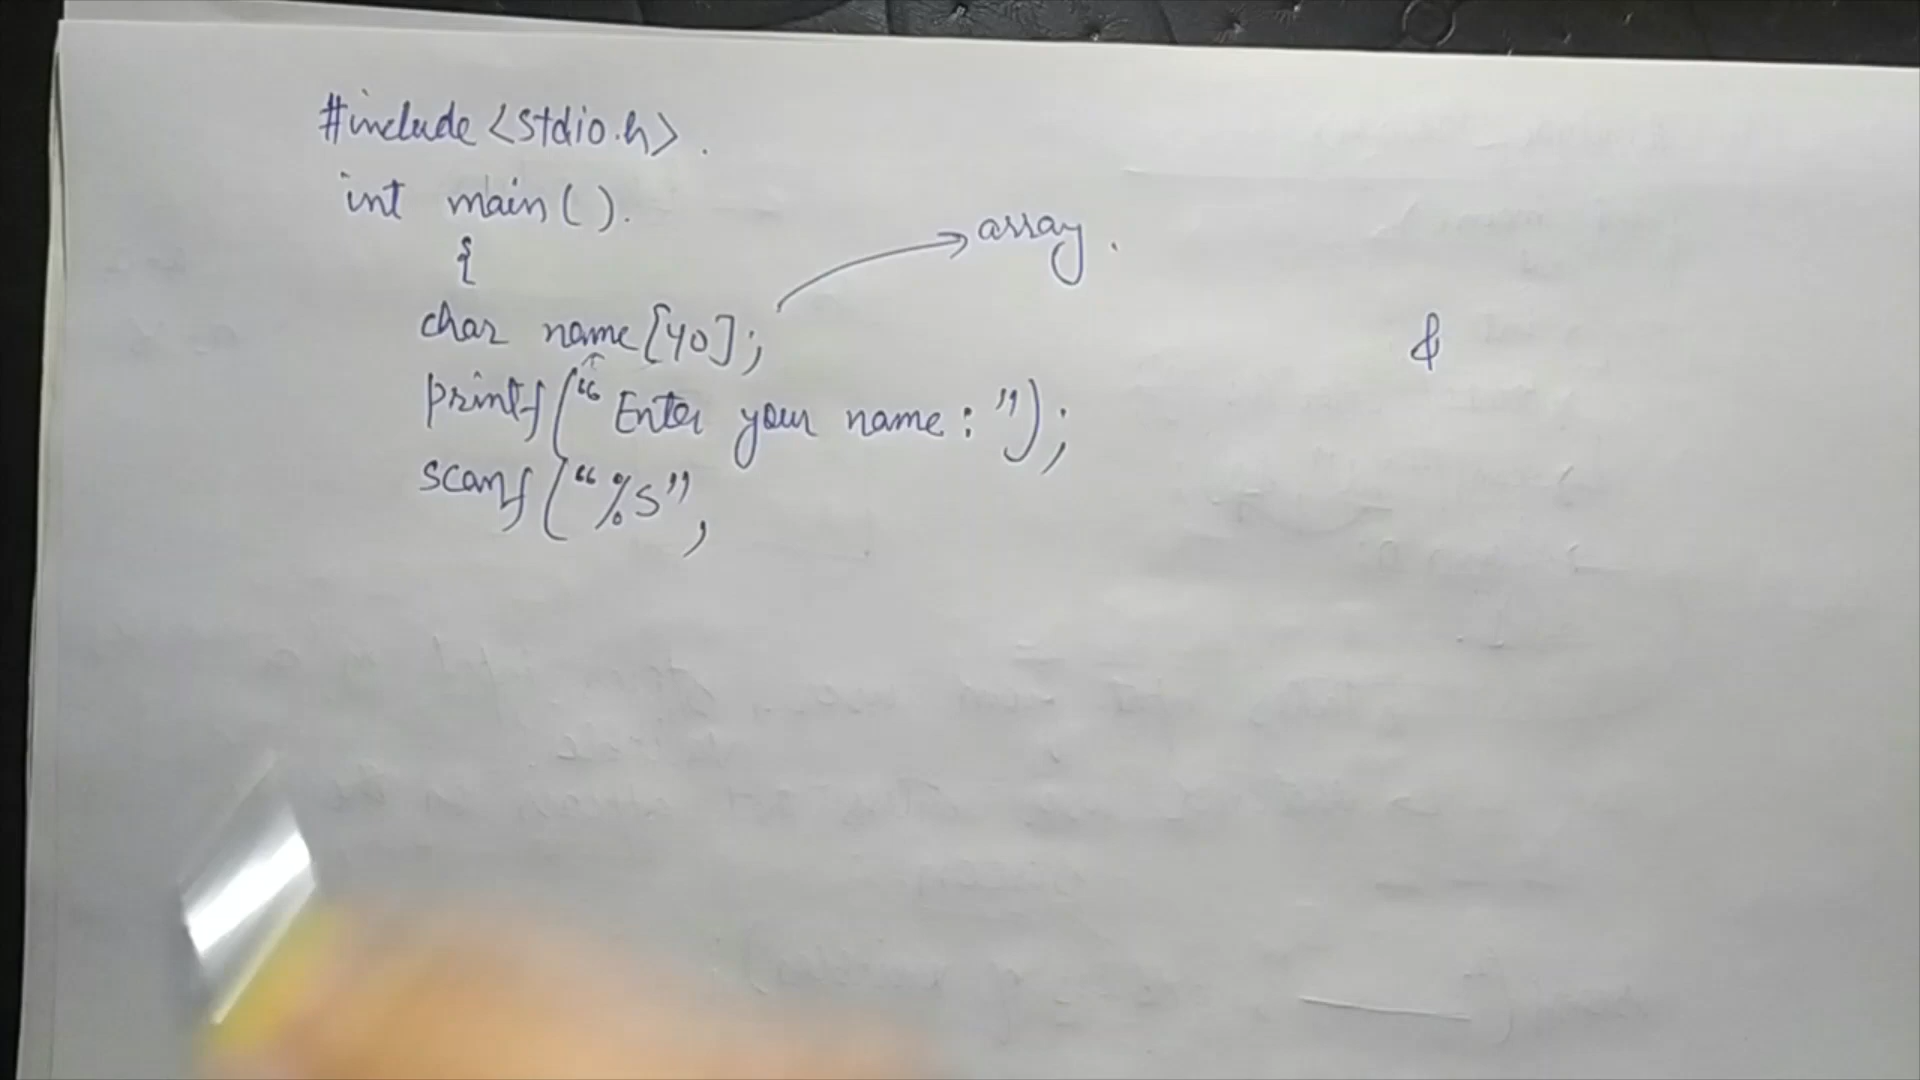 #include <stdio.h>.
int main().
{
array.
char name[40];
&
printf("Enter your name: ");
scanf("%s",